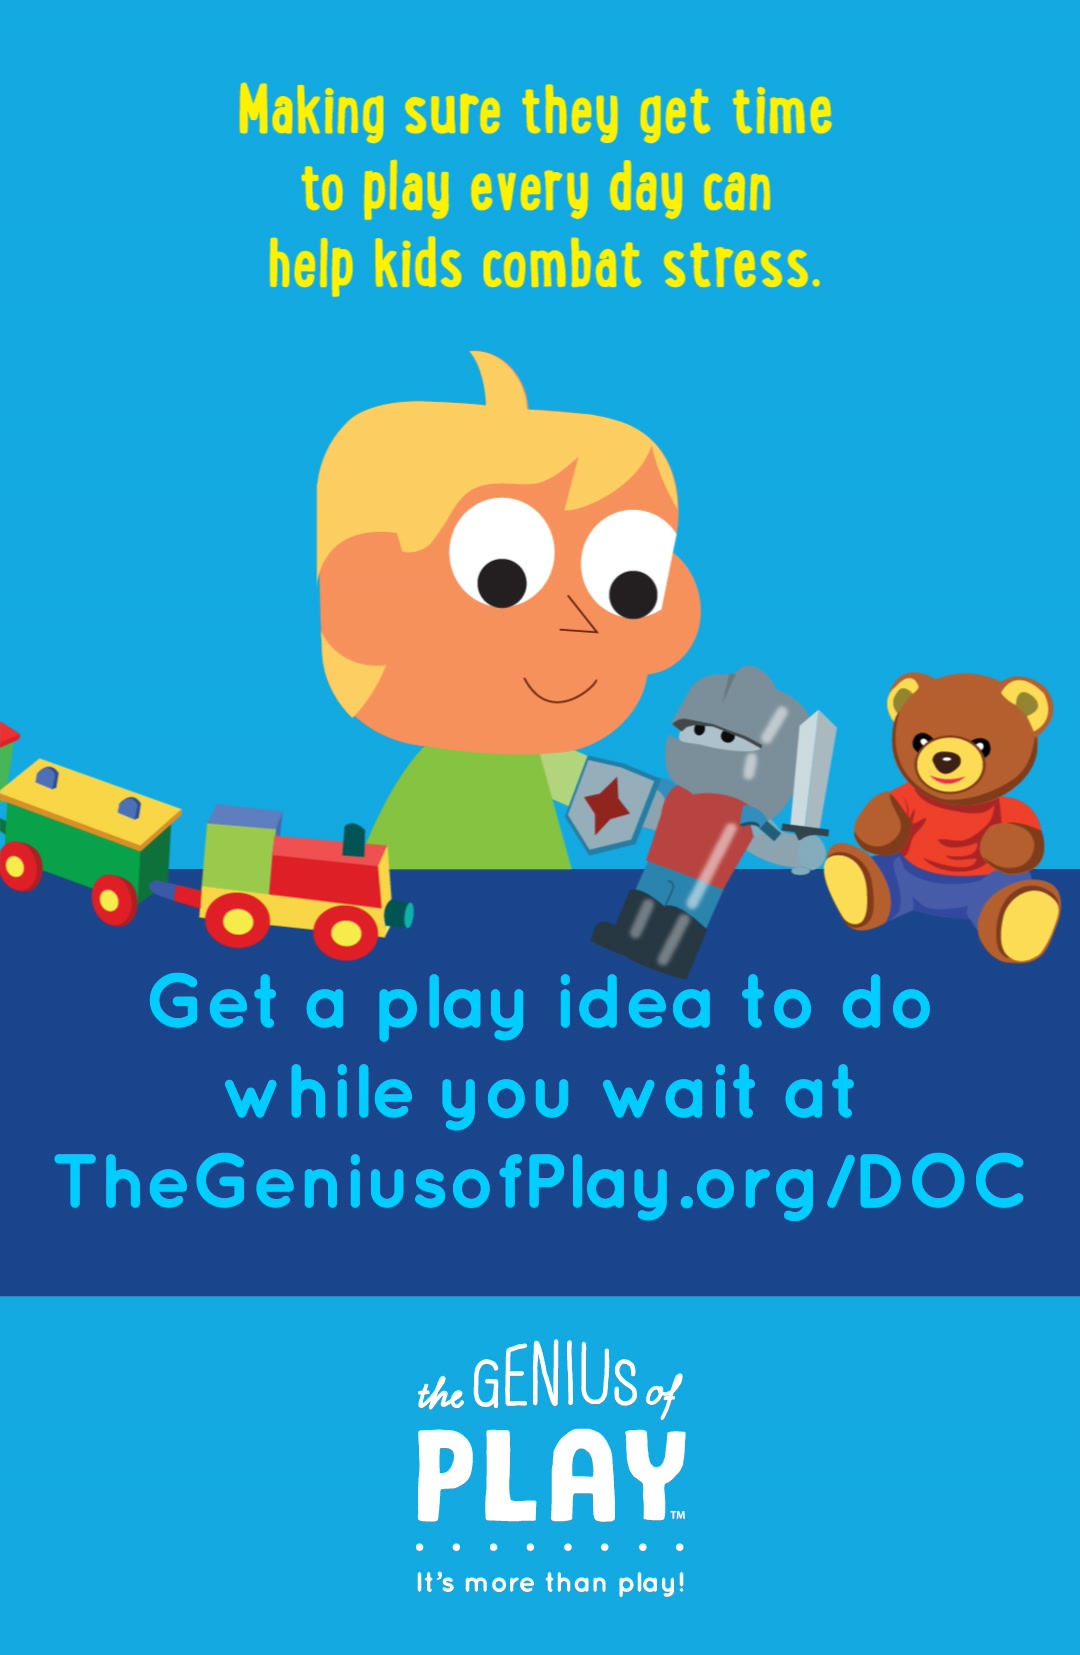 Making sure they get time
to play every day can
help kids combat stress.
Get a play idea to do
while you wait at
TheGeniusofPlay.org/DOC
the GENIUS of
PLAY™
It's more than play!